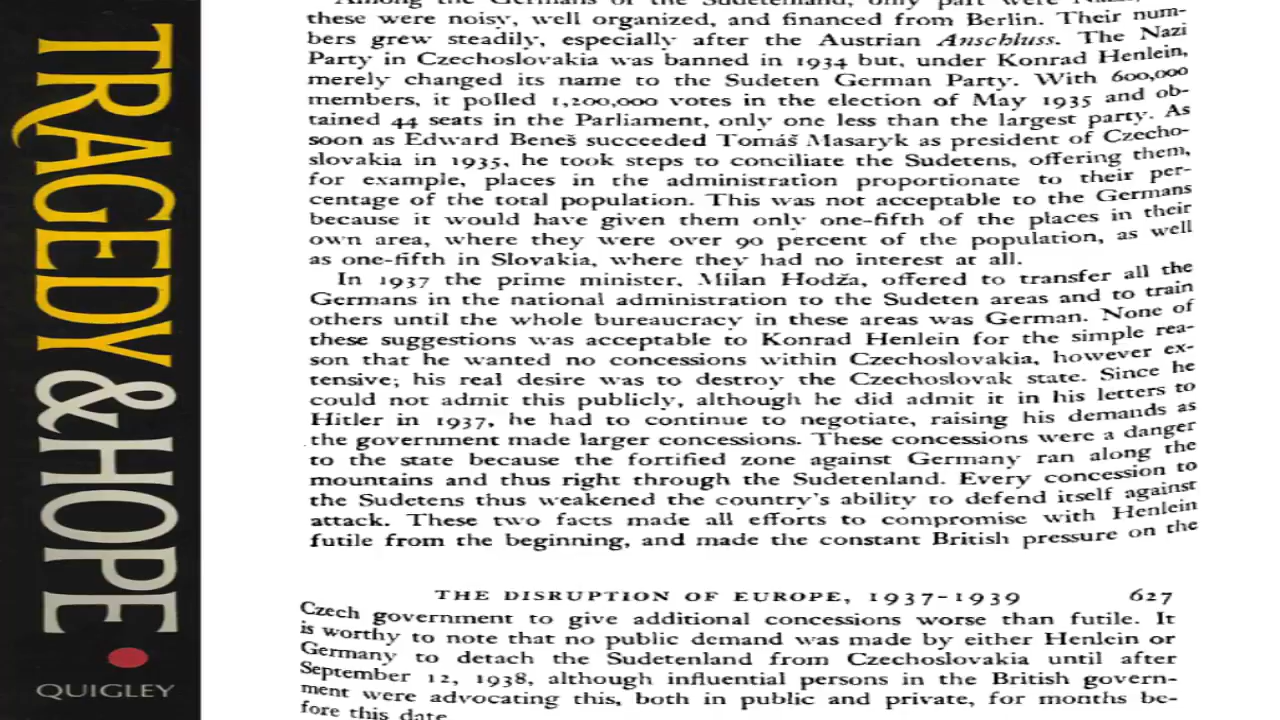 TRAGEDY & HOPE
QUIGLEY
Among the Germans of the Sudetenland, only part were Nazis,
these were noisy, well organized, and financed from Berlin. Their num-
bers grew steadily, especially after the Austrian Anschluss. The Nazi
Party in Czechoslovakia was banned in 1934 but, under Konrad Henlein,
merely changed its name to the Sudeten German Party. With 600,000
members, it polled 1,200,000 votes in the election of May 1935 and ob-
tained 44 seats in the Parliament, only one less than the largest party. As
soon as Edward Beneš succeeded Tomáš Masaryk as president of Czecho-
slovakia in 1935, he took steps to conciliate the Sudetens, offering them,
for example, places in the administration proportionate to their per-
centage of the total population. This was not acceptable to the Germans
because it would have given them only one-fifth of the places in their
own area, where they were over 90 percent of the population, as well
as one-fifth in Slovakia, where they had no interest at all.
In 1937 the prime minister, Milan Hodža, offered to transfer all the
Germans in the national administration to the Sudeten areas and to train
others until the whole bureaucracy in these areas was German. None of
these suggestions was acceptable to Konrad Henlein for the simple rea-
son that he wanted no concessions within Czechoslovakia, however ex-
tensive; his real desire was to destroy the Czechoslovak state. Since he
could not admit this publicly, although he did admit it in his letters to
Hitler in 1937, he had to continue to negotiate, raising his demands as
the government made larger concessions. These concessions were a danger
to the state because the fortified zone against Germany ran along the
mountains and thus right through the Sudetenland. Every concession to
the Sudetens thus weakened the country's ability to defend itself against
attack. These two facts made all efforts to compromise with Henlein
futile from the beginning, and made the constant British pressure on the
THE DISRUPTION OF EUROPE, 1937-1939 627
Czech government to give additional concessions worse than futile. It
is worthy to note that no public demand was made by either Henlein or
Germany to detach the Sudetenland from Czechoslovakia until after
September 12, 1938, although influential persons in the British govern-
ment were advocating this, both in public and private, for months be-
fore this date